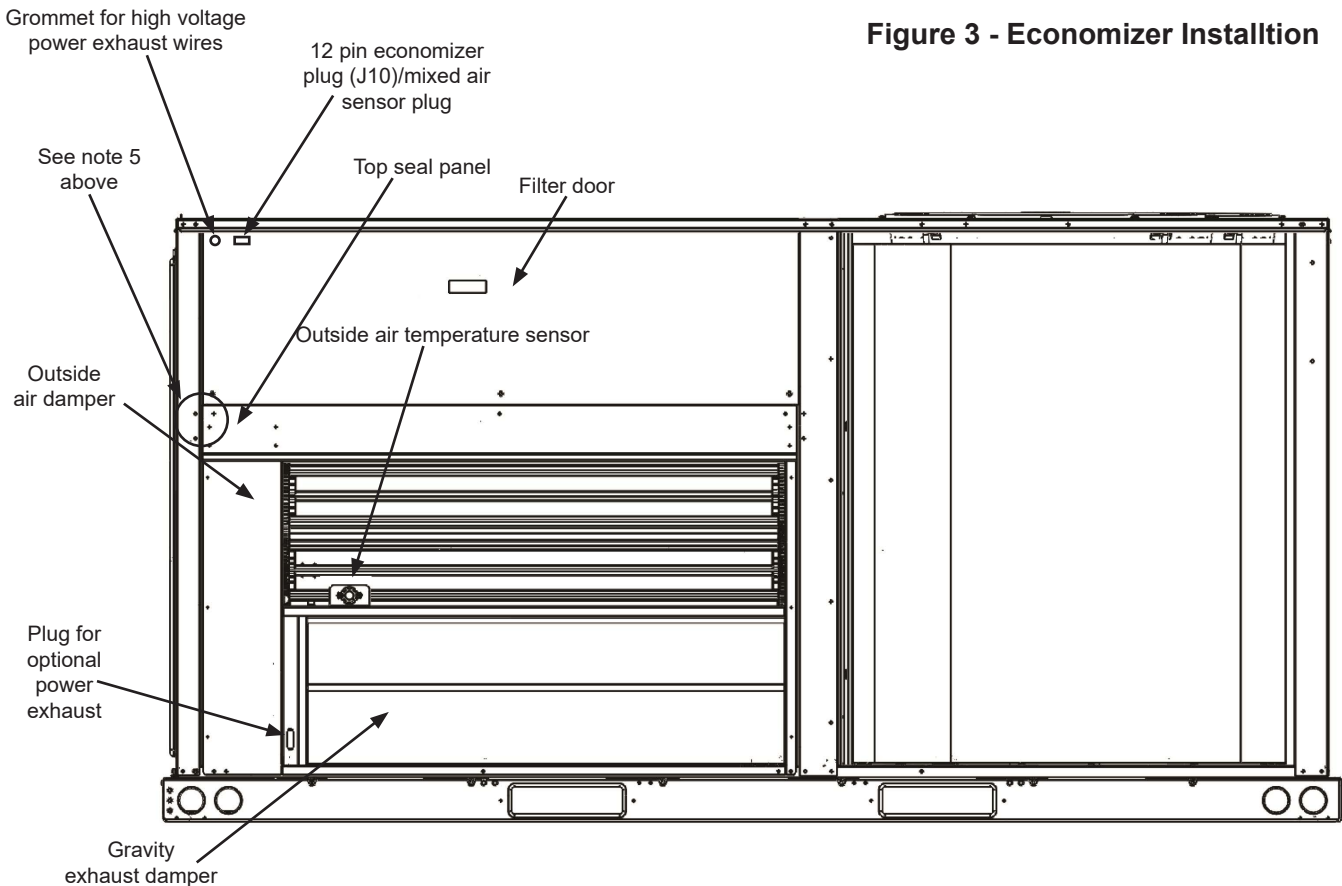 Grommet for high voltage
power exhaust wires
12 pin economizer
plug (J10)/mixed air
sensor plug
Figure 3 - Economizer Installtion
See note 5
above
Top seal panel
Filter door
Outside air temperature sensor
Outside
air damper
Plug for
optional
power
exhaust
Gravity
exhaust damper